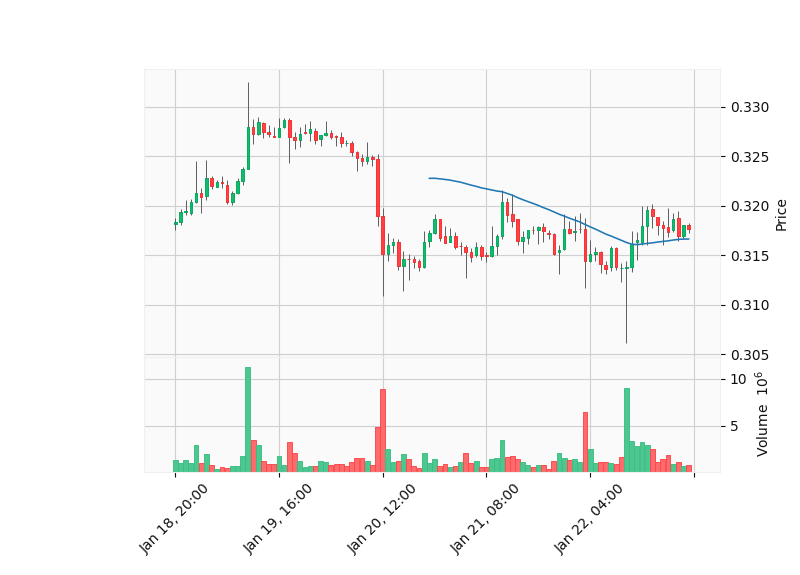 0.330
0.325
0.320
0.315
0.310
0.305
Price
10
5
Volume 10^6
Jan 18, 20:00
Jan 19, 16:00
Jan 20, 12:00
Jan 21, 08:00
Jan 22, 04:00